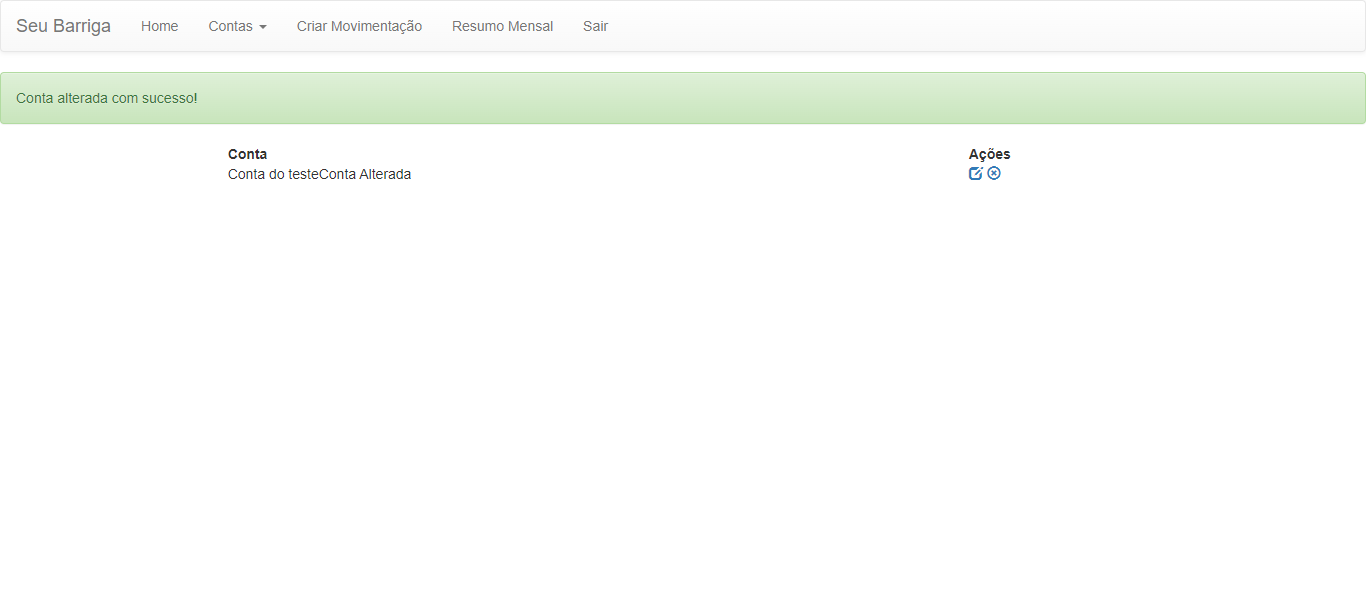 Seu Barriga Home Contas Criar Movimentação Resumo Mensal Sair
Conta alterada com sucesso!
Conta Ações
Conta do testeConta Alterada